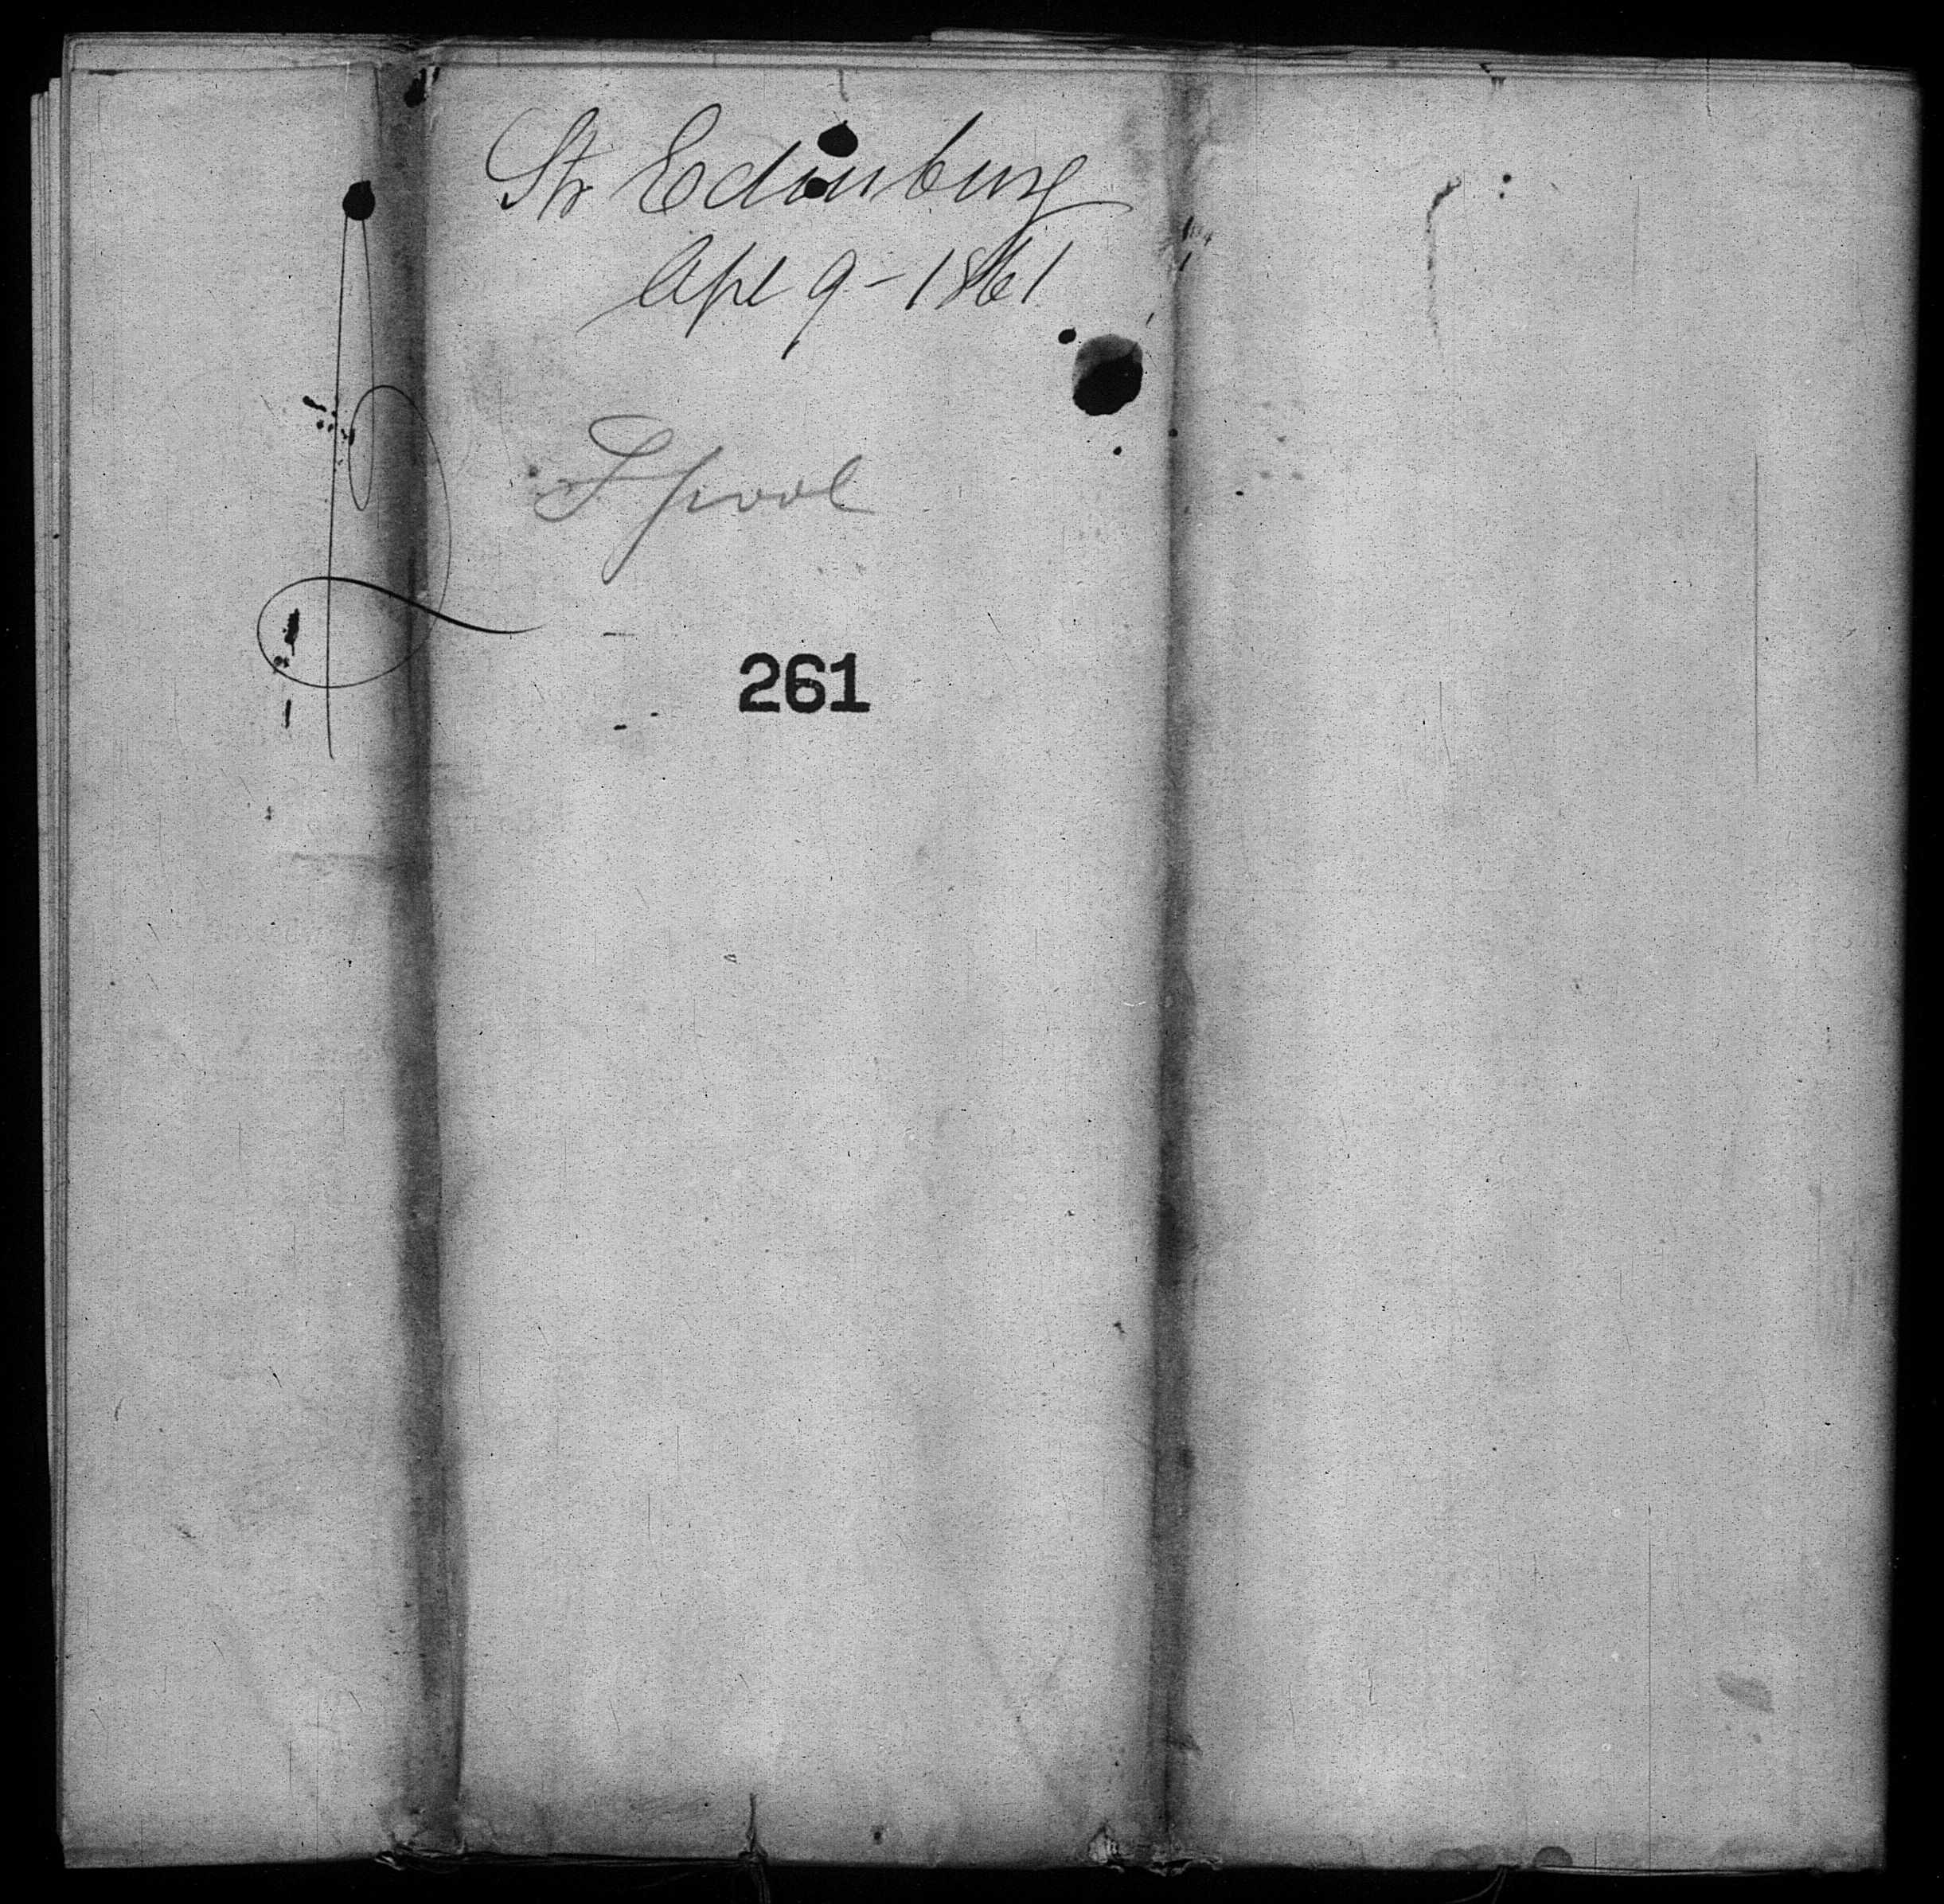 Str Edinburg
Apl 9 - 1861
L'pool
261